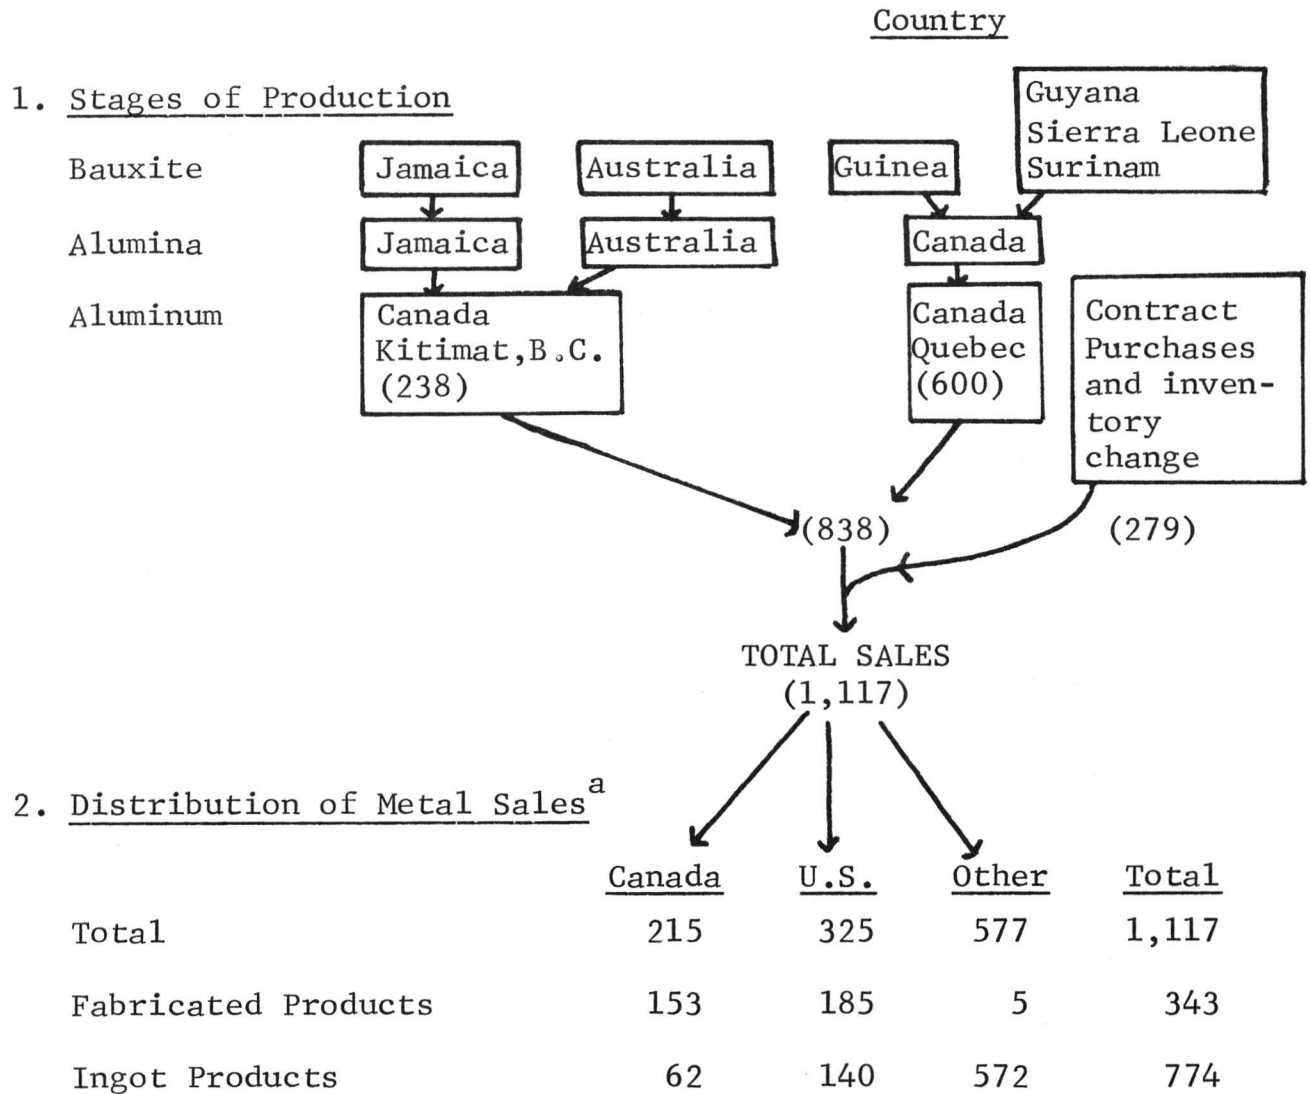 Country
1. Stages of Production
Guyana
Sierra Leone
Surinam
Bauxite Jamaica Australia Guinea
Alumina Jamaica Australia Canada
Aluminum
Canada
Kitimat,B.C.
(238)
Canada
Quebec
(600)
Contract
Purchases
and inven-
tory
change
(838) (279)
TOTAL SALES
(1,117)
2. Distribution of Metal Sales a
Canada U.S. Other Total
Total 215 325 577 1,117
Fabricated Products 153 185 5 343
Ingot Products 62 140 572 774